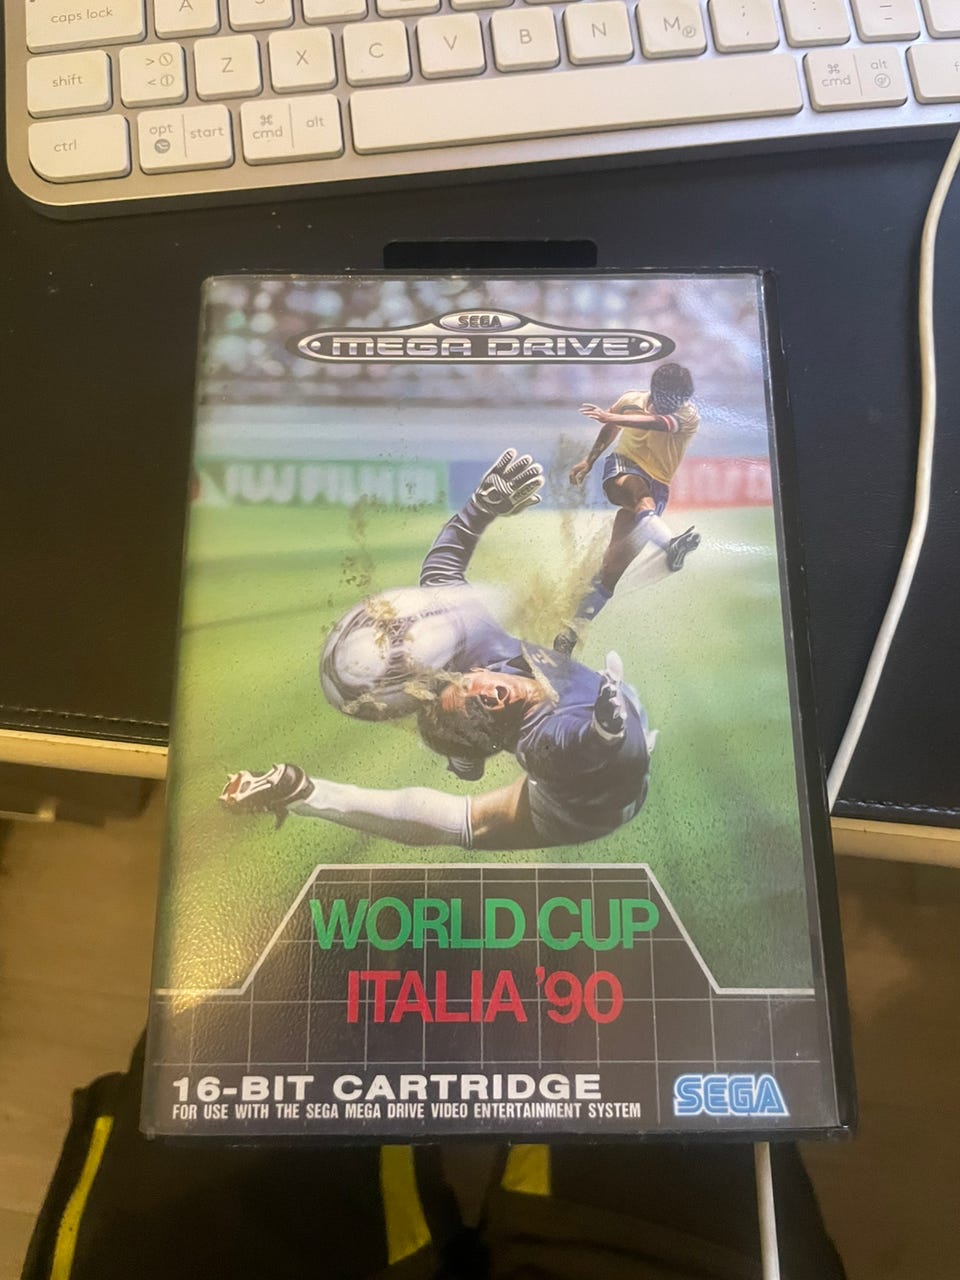 caps lock
A
shift
> <
Z
X
C
V
B
N
M
;
:
.
ctrl
opt start
⌘ cmd alt
⌘ cmd alt
SEGA
MEGA DRIVE
WORLD CUP
ITALIA '90
16-BIT CARTRIDGE
FOR USE WITH THE SEGA MEGA DRIVE VIDEO ENTERTAINMENT SYSTEM
SEGA